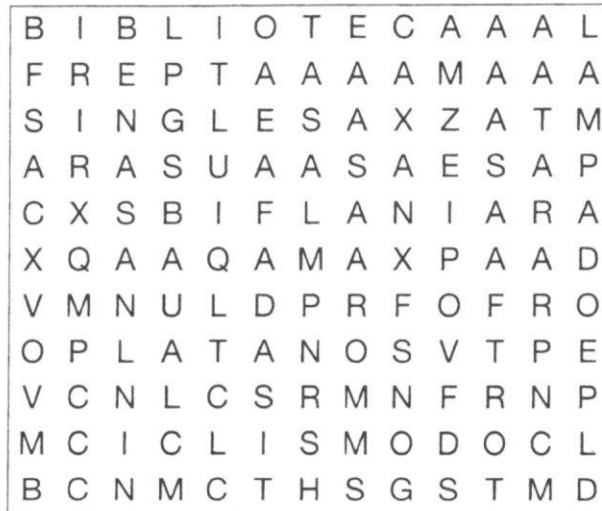 B I B L I O T E C A A A L
F R E P T A A A A M A A A
S I N G L E S A X Z A T M
A R A S U A A S A E S A P
C X S B I F L A N I A R A
X Q A A Q A M A X P A A D
V M N U L D P R F O F R O
O P L A T A N O S V T P E
V C N L C S R M N F R N P
M C I C L I S M O D O C L
B C N M C T H S G S T M D